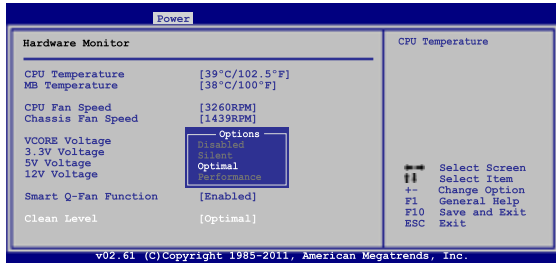 Power
Hardware Monitor
CPU Temperature [39°C/102.5°F]
MB Temperature [38°C/100°F]
CPU Fan Speed [3260RPM]
Chassis Fan Speed [1439RPM]
VCORE Voltage
3.3V Voltage
5V Voltage
12V Voltage
Options
Disabled
Silent
Optimal
Performance
Smart Q-Fan Function [Enabled]
Clean Level [Optimal]
CPU Temperature
Select Screen
Select Item
+- Change Option
F1 General Help
F10 Save and Exit
ESC Exit
v02.61 (C)Copyright 1985-2011, American Megatrends, Inc.